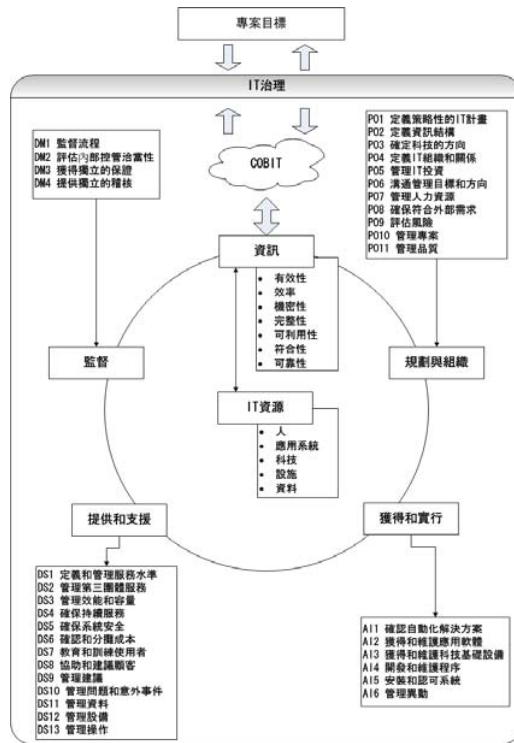 專案目標
IT治理
DM1 監督流程
DM2 評估內部控管洽當性
DM3 獲得獨立的保證
DM4 提供獨立的稽核
COBIT
PO1 定義策略性的IT計畫
PO2 定義資訊結構
PO3 確定科技的方向
PO4 定義IT組織和關係
PO5 管理IT投資
PO6 溝通管理目標和方向
PO7 管理人力資源
PO8 確保符合外部需求
PO9 評估風險
PO10 管理專案
PO11 管理品質
資訊
• 有效性
• 效率
• 機密性
• 完整性
• 可利用性
• 符合性
• 可靠性
監督
規劃與組織
IT資源
• 人
• 應用系統
• 科技
• 設施
• 資料
提供和支援
獲得和實行
DS1 定義和管理服務水準
DS2 管理第三團體服務
DS3 管理效能和容量
DS4 確保持續服務
DS5 確保系統安全
DS6 確認和分攤成本
DS7 教育和訓練使用者
DS8 協助和建議顧客
DS9 管理建議
DS10 管理問題和意外事件
DS11 管理資料
DS12 管理設備
DS13 管理操作
AI1 確認自動化解決方案
AI2 獲得和維護應用軟體
AI3 獲得和維護科技基礎設備
AI4 開發和維護程序
AI5 安裝和認可系統
AI6 管理異動